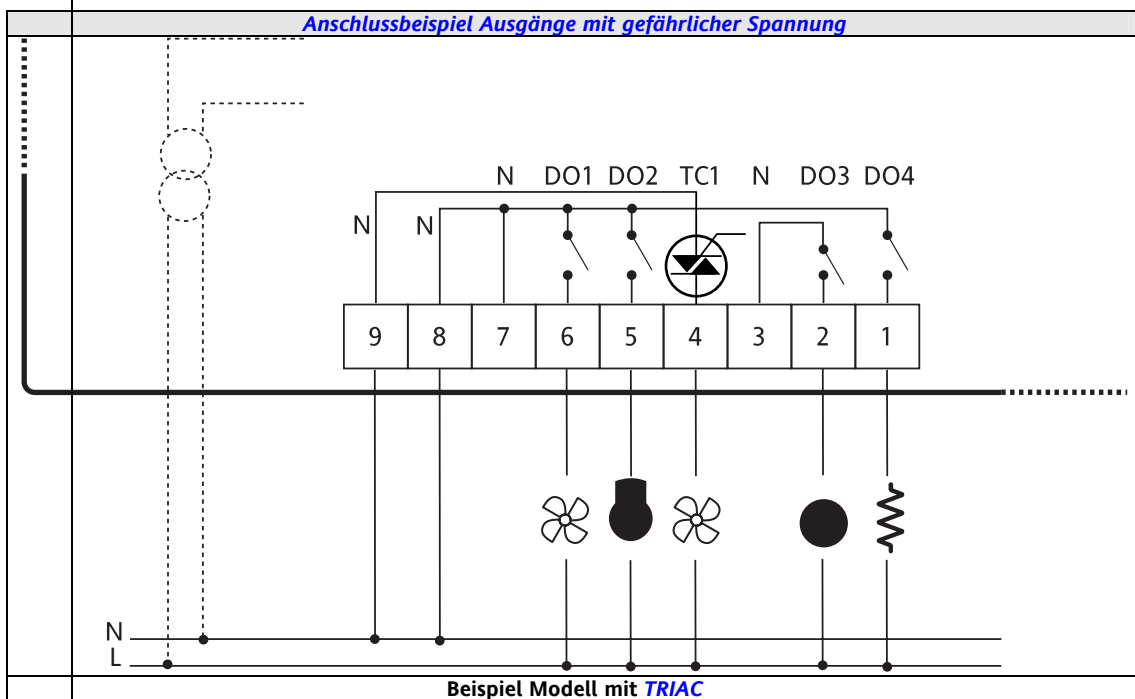 Anschlussbeispiel Ausgänge mit gefährlicher Spannung
N DO1 DO2 TC1 N DO3 DO4
N N
9 8 7 6 5 4 3 2 1
N
L
Beispiel Modell mit TRIAC